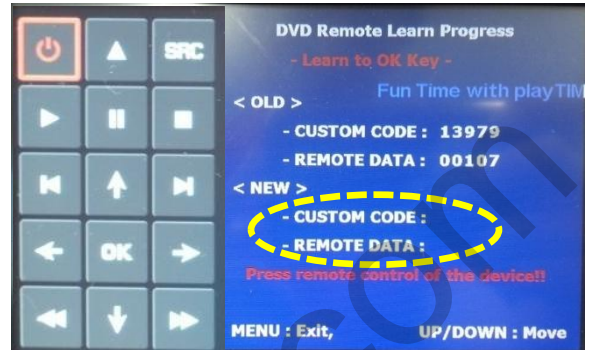 SRC
OK
DVD Remote Learn Progress
- Learn to OK Key -
Fun Time with playTIM
< OLD >
- CUSTOM CODE : 13979
- REMOTE DATA : 00107
< NEW >
- CUSTOM CODE :
- REMOTE DATA :
Press remote control of the device!!
MENU : Exit, UP/DOWN : Move
com